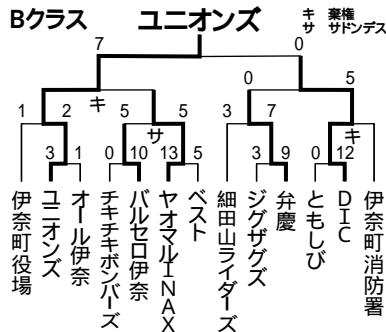 Bクラス
ユニオンズ
キ 棄権
サ サドンデス
7 0
0 5
1 2 キ 5 5 3 7 キ
サ
3 1 0 10 13 5 3 9 0 12
伊奈町役場
ユニオンズ
オール伊奈
チキチキボンバーズ
バルセロ伊奈
ヤオマルINAX
ベスト
細田山ライダーズ
ジグザグズ
弁慶
ともしび
DIC
伊奈町消防署